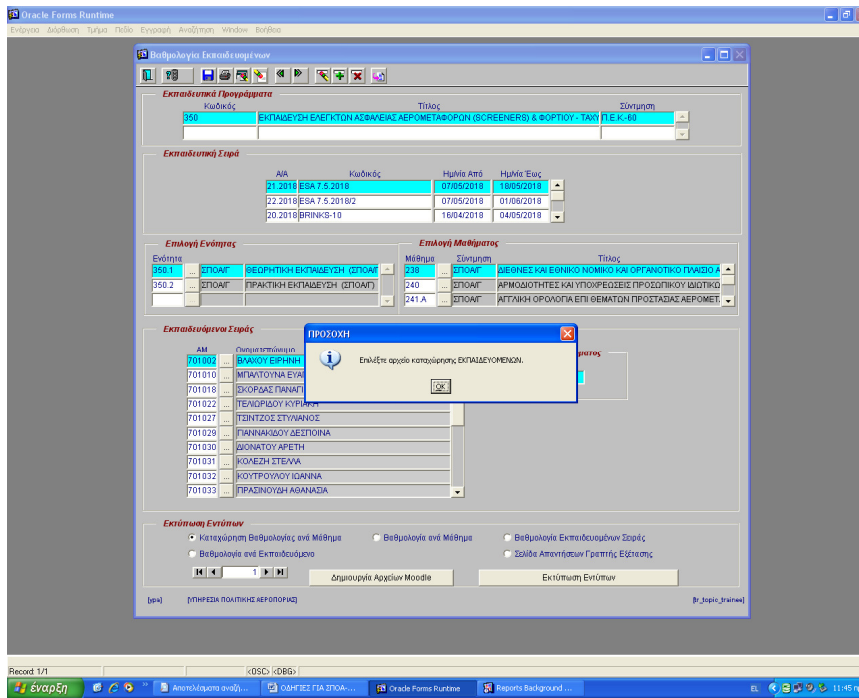 Oracle Forms Runtime
Ενέργεια Διόρθωση Τμήμα Πεδίο Εγγραφή Αναζήτηση Window Βοήθεια
Βαθμολογία Εκπαιδευομένων
Εκπαιδευτικά Προγράμματα
Κωδικός Τίτλος Σύντμηση
350 ΕΚΠΑΙΔΕΥΣΗ ΕΛΕΓΚΤΩΝ ΑΣΦΑΛΕΙΑΣ ΑΕΡΟΜΕΤΑΦΟΡΩΝ (SCREENERS) & ΦΟΡΤΙΟΥ - ΤΑΧΥ Π.Ε.Κ.-60
Εκπαιδευτική Σειρά
Α/Α Κωδικός Ημ/νία Από Ημ/νία Έως
21.2018 ESA 7.5.2018 07/05/2018 18/05/2018
22.2018 ESA 7.5.2018/2 07/05/2018 01/06/2018
20.2018 BRINKS-10 16/04/2018 04/05/2018
Επιλογή Ενότητας Επιλογή Μαθήματος
Ενότητα Μάθημα Σύντμηση Τίτλος
350.1 ... ΣΠΟΑ/Γ ΘΕΩΡΗΤΙΚΗ ΕΚΠΑΙΔΕΥΣΗ (ΣΠΟΑ/Γ 238 ... ΣΠΟΑ/Γ ΔΙΕΘΝΕΣ ΚΑΙ ΕΘΝΙΚΟ ΝΟΜΙΚΟ ΚΑΙ ΟΡΓΑΝΩΤΙΚΟ ΠΛΑΙΣΙΟ Α
350.2 ... ΣΠΟΑ/Γ ΠΡΑΚΤΙΚΗ ΕΚΠΑΙΔΕΥΣΗ (ΣΠΟΑ/Γ) 240 ... ΣΠΟΑ/Γ ΑΡΜΟΔΙΟΤΗΤΕΣ ΚΑΙ ΥΠΟΧΡΕΩΣΕΙΣ ΠΡΟΣΩΠΙΚΟΥ ΙΔΙΩΤΙΚΩ
... 241.Α ... ΣΠΟΑ/Γ ΑΓΓΛΙΚΗ ΟΡΟΛΟΓΙΑ ΕΠΙ ΘΕΜΑΤΩΝ ΠΡΟΣΤΑΣΙΑΣ ΑΕΡΟΜΕΤ.
Εκπαιδευόμενοι Σειράς
ΠΡΟΣΟΧΗ
Επιλέξτε αρχείο καταχώρησης ΕΚΠΑΙΔΕΥΟΜΕΝΩΝ.
OK
ΑΜ Ονοματεπώνυμο
701002 ... ΒΛΑΧΟΥ ΕΙΡΗΝΗ
701010 ... ΜΠΑΛΤΟΥΝΑ
701018 ... ΣΚΟΡΔΑΣ
701022 ... ΤΕΛΙΩΡΙΔΟΥ ΚΥΡΙΑΚΗ
701027 ... ΤΣΙΝΤΖΟΣ ΣΤΥΛΙΑΝΟΣ
701029 ... ΓΙΑΝΝΑΚΙΔΟΥ ΔΕΣΠΟΙΝΑ
701030 ... ΔΙΟΝΑΤΟΥ ΑΡΕΤΗ
701031 ... ΚΟΛΕΖΗ ΣΤΕΛΛΑ
701032 ... ΚΟΥΤΡΟΥΛΟΥ ΙΩΑΝΝΑ
701033 ... ΠΡΑΣΙΝΟΥΔΗ ΑΘΑΝΑΣΙΑ
Εκτύπωση Εντύπων
Καταχώρηση Βαθμολογίας ανά Μάθημα Βαθμολογία ανά Μάθημα Βαθμολογία Εκπαιδευομένων Σειράς
Βαθμολογία ανά Εκπαιδευόμενο Σελίδα Απαντήσεων Γραπτής Εξέτασης
1 Δημιουργία Αρχείων Moodle Εκτύπωση Εντύπων
[ypa] [ΥΠΗΡΕΣΙΑ ΠΟΛΙΤΙΚΗΣ ΑΕΡΟΠΟΡΙΑΣ] [tr_topic_trainee]
Record: 1/1 <OSC> <DBG>
έναρξη Αποτελέσματα αναζή... ΟΔΗΓΙΕΣ ΓΙΑ ΣΠΟΑ-... Oracle Forms Runtime Reports Background ... EL 11:45